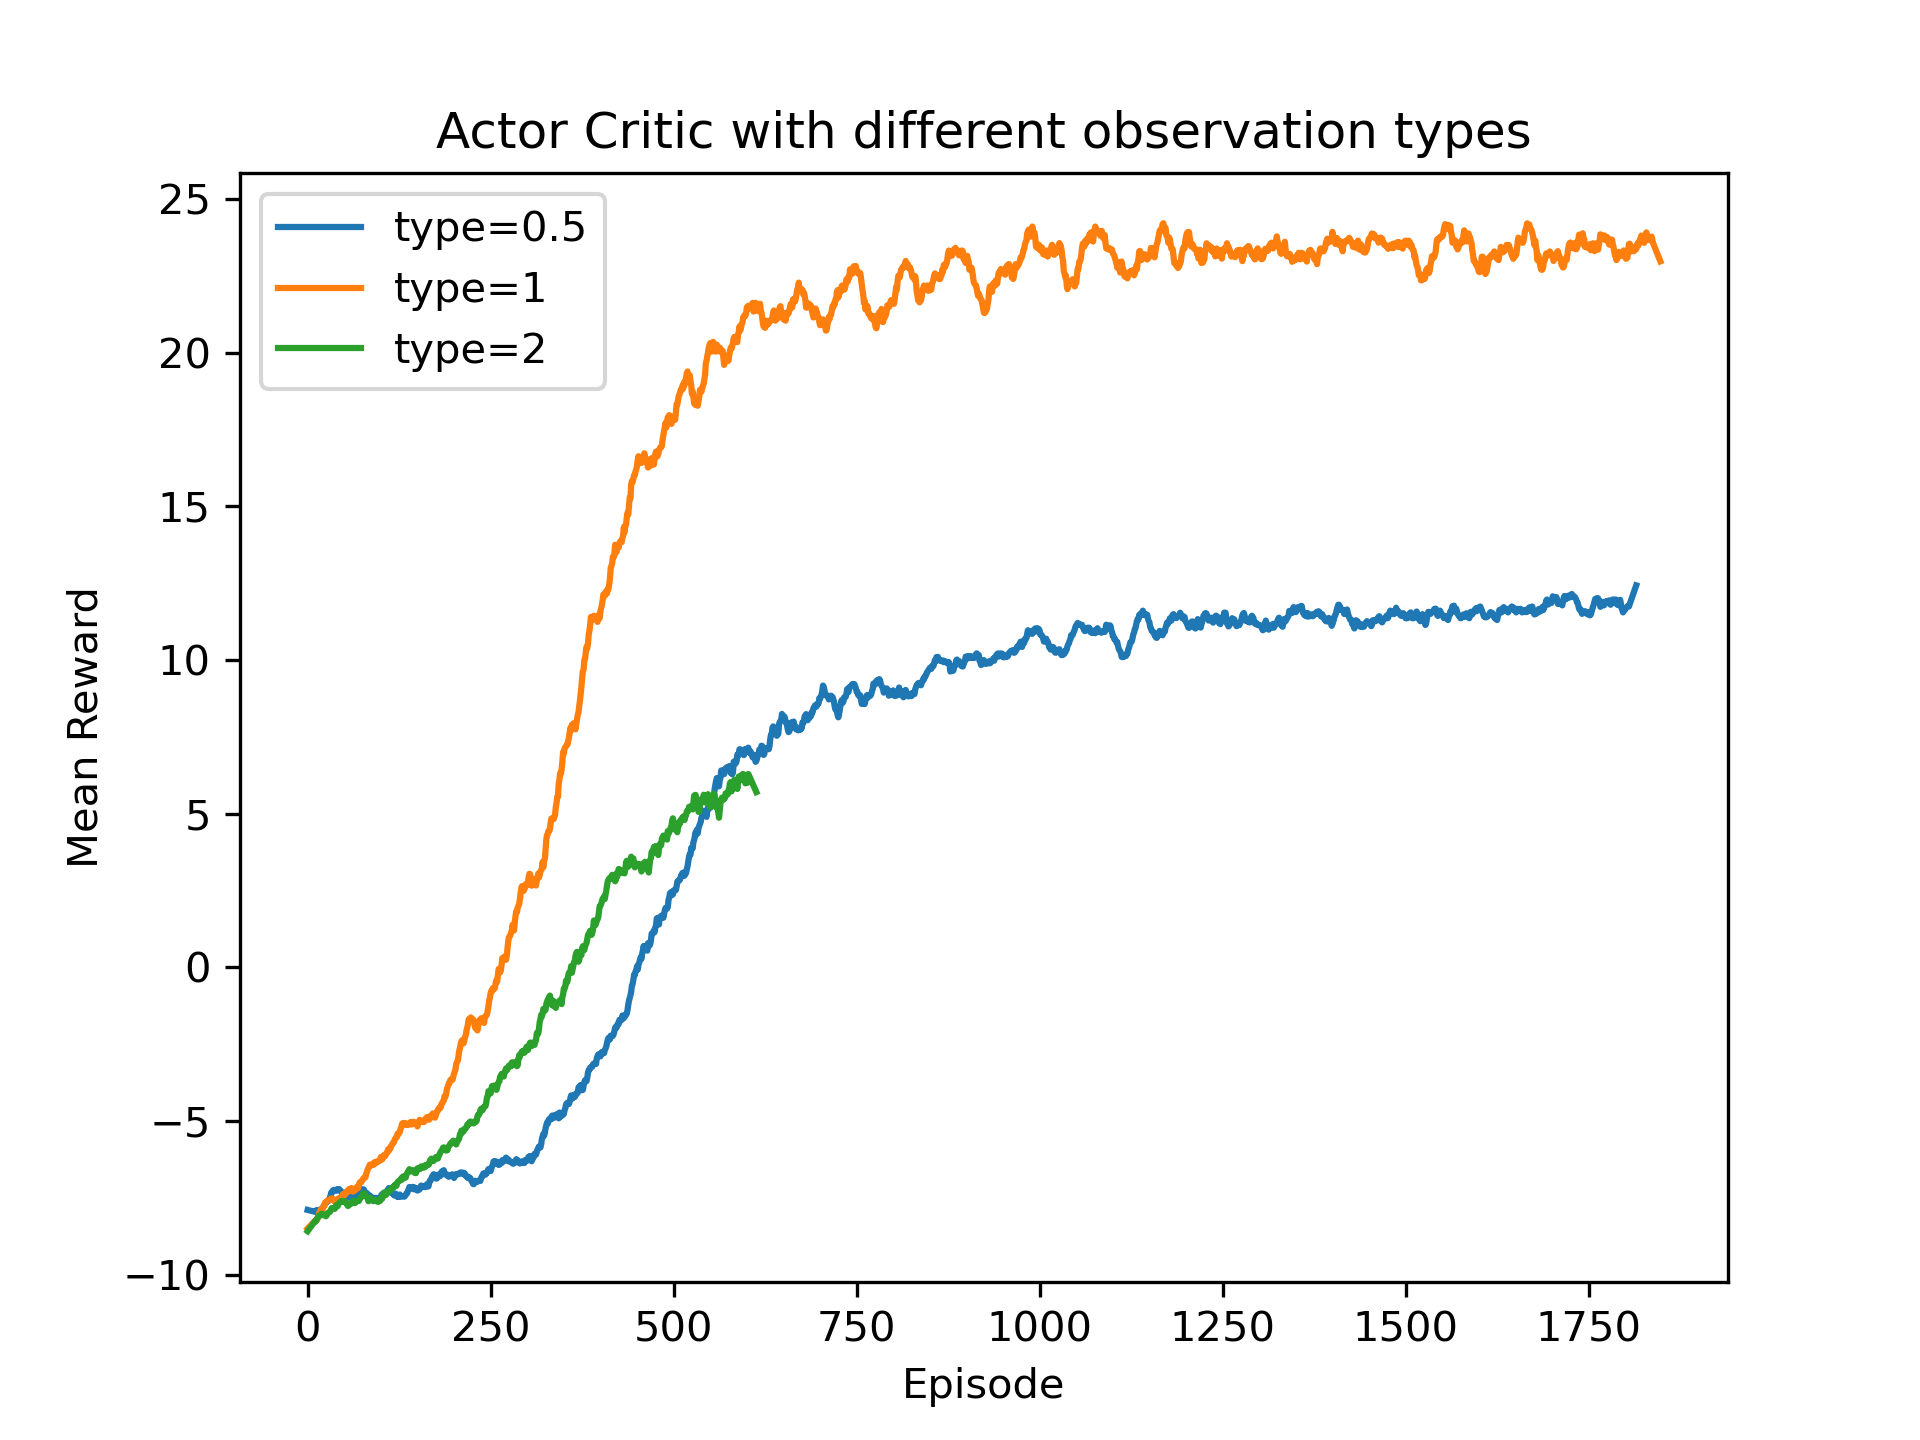 Actor Critic with different observation types
type=0.5
type=1
type=2
Mean Reward
25
20
15
10
5
0
−5
−10
0 250 500 750 1000 1250 1500 1750
Episode